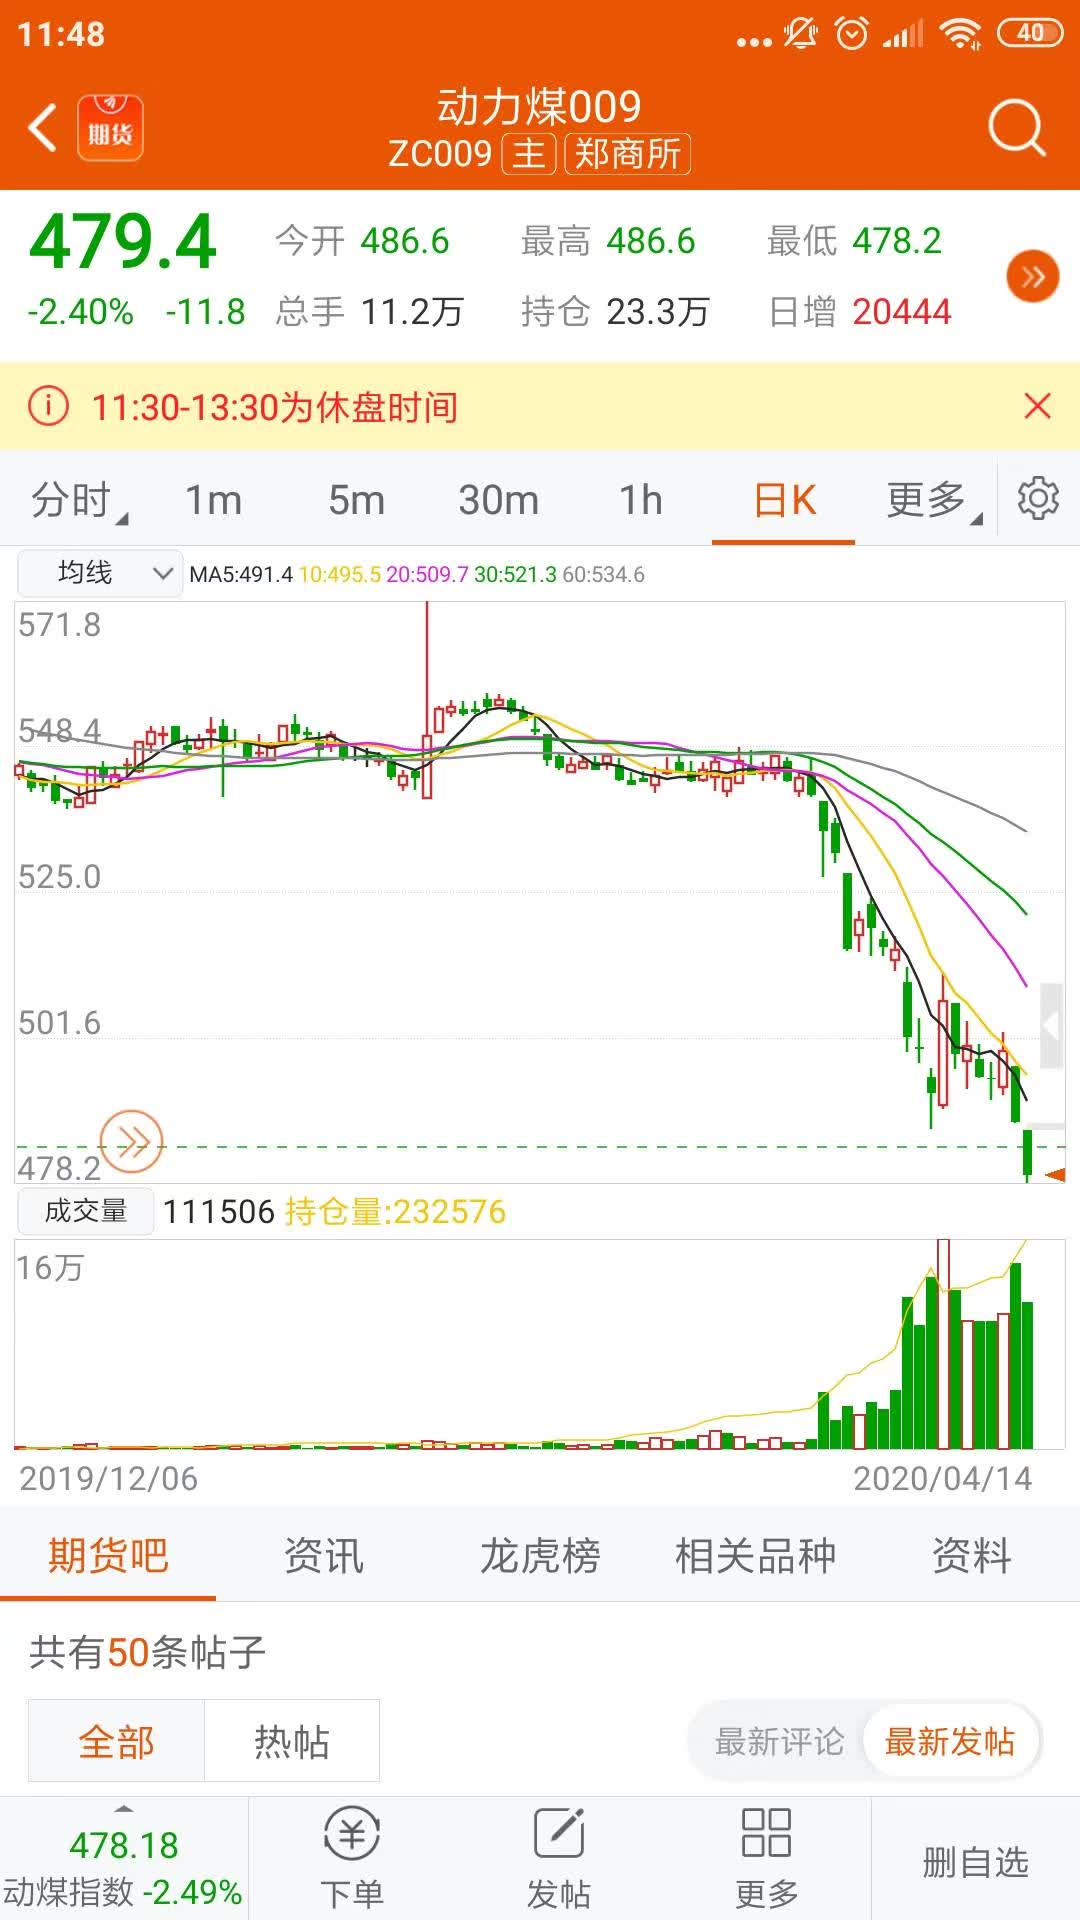 11:48
40
期货
动力煤009
ZC009 主 郑商所
479.4 今开 486.6 最高 486.6 最低 478.2
-2.40% -11.8 总手 11.2万 持仓 23.3万 日增 20444
11:30-13:30为休盘时间
分时 1m 5m 30m 1h 日K 更多
均线 MA5:491.4 10:495.5 20:509.7 30:521.3 60:534.6
571.8
548.4
525.0
501.6
478.2
成交量 111506 持仓量:232576
16万
2019/12/06 2020/04/14
期货吧 资讯 龙虎榜 相关品种 资料
共有50条帖子
全部 热帖 最新评论 最新发帖
478.18
动煤指数 -2.49% 下单 发帖 更多 删自选